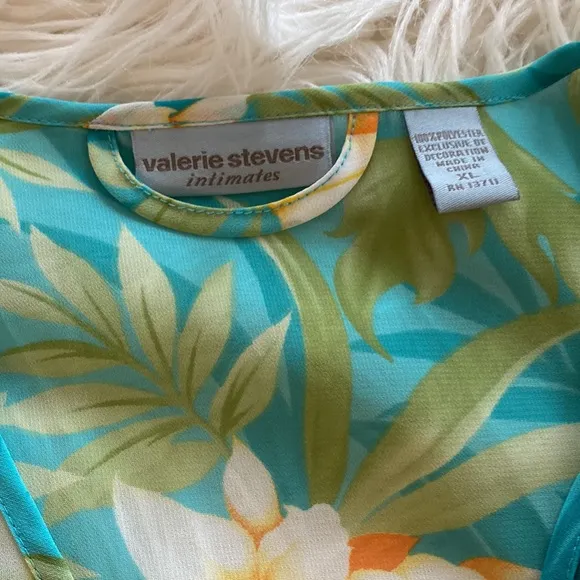 valerie stevens
intimates
100% POLYESTER
EXCLUSIVE OF
DECORATION
MADE IN
CHINA
XL
RN 13711